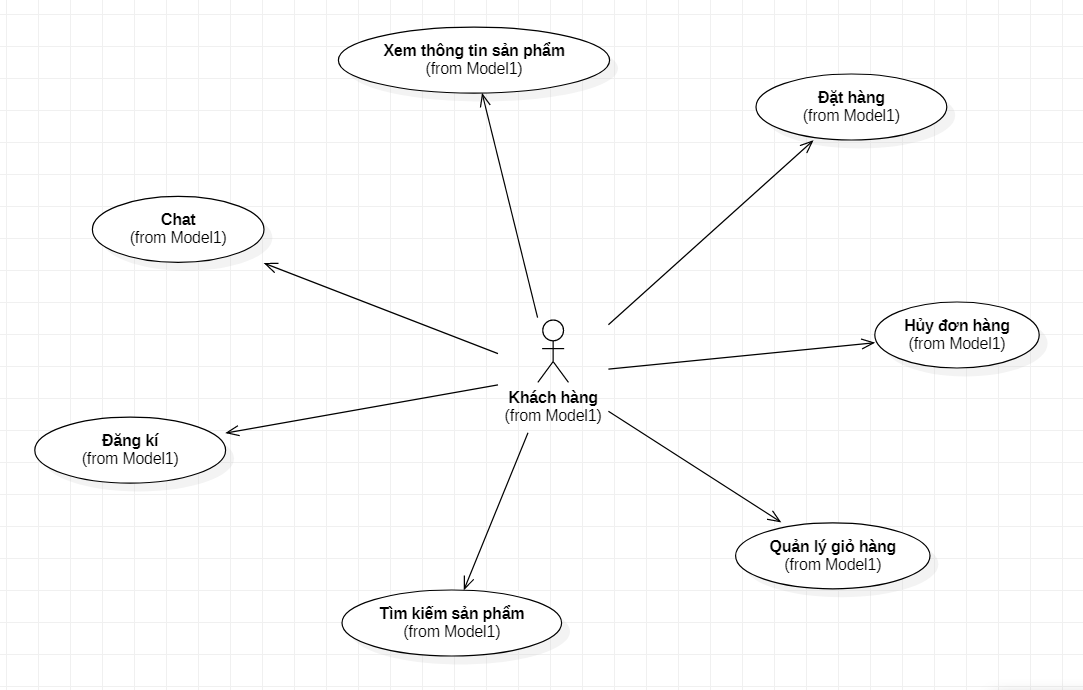 Xem thông tin sản phẩm
(from Model1)
Đặt hàng
(from Model1)
Chat
(from Model1)
Hủy đơn hàng
(from Model1)
Khách hàng
(from Model1)
Đăng kí
(from Model1)
Quản lý giỏ hàng
(from Model1)
Tìm kiếm sản phẩm
(from Model1)